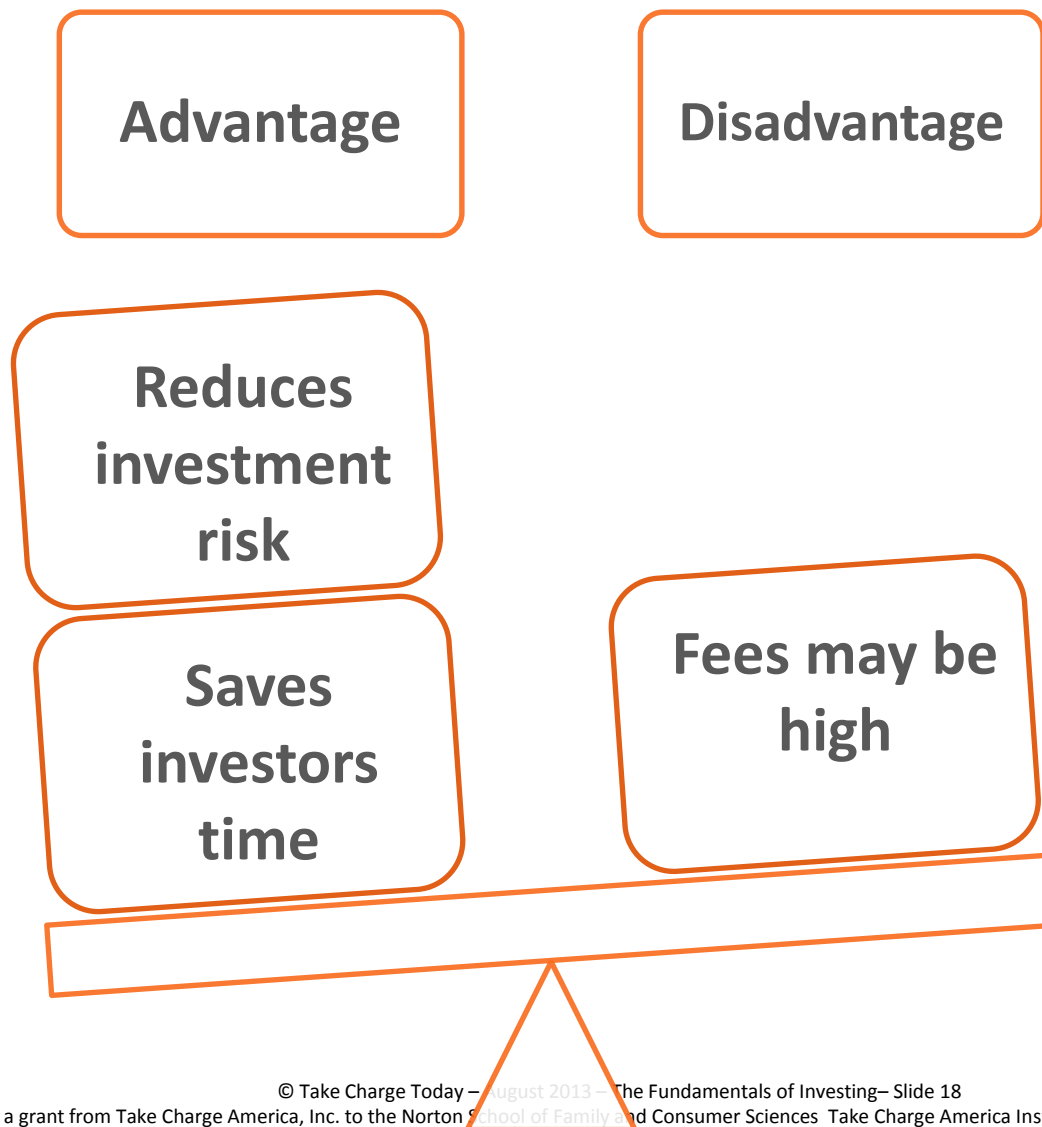 Advantage
Disadvantage
Reduces
investment
risk
Saves
investors
time
Fees may be
high
© Take Charge Today – August 2013 – The Fundamentals of Investing– Slide 18
a grant from Take Charge America, Inc. to the Norton School of Family and Consumer Sciences Take Charge America Ins